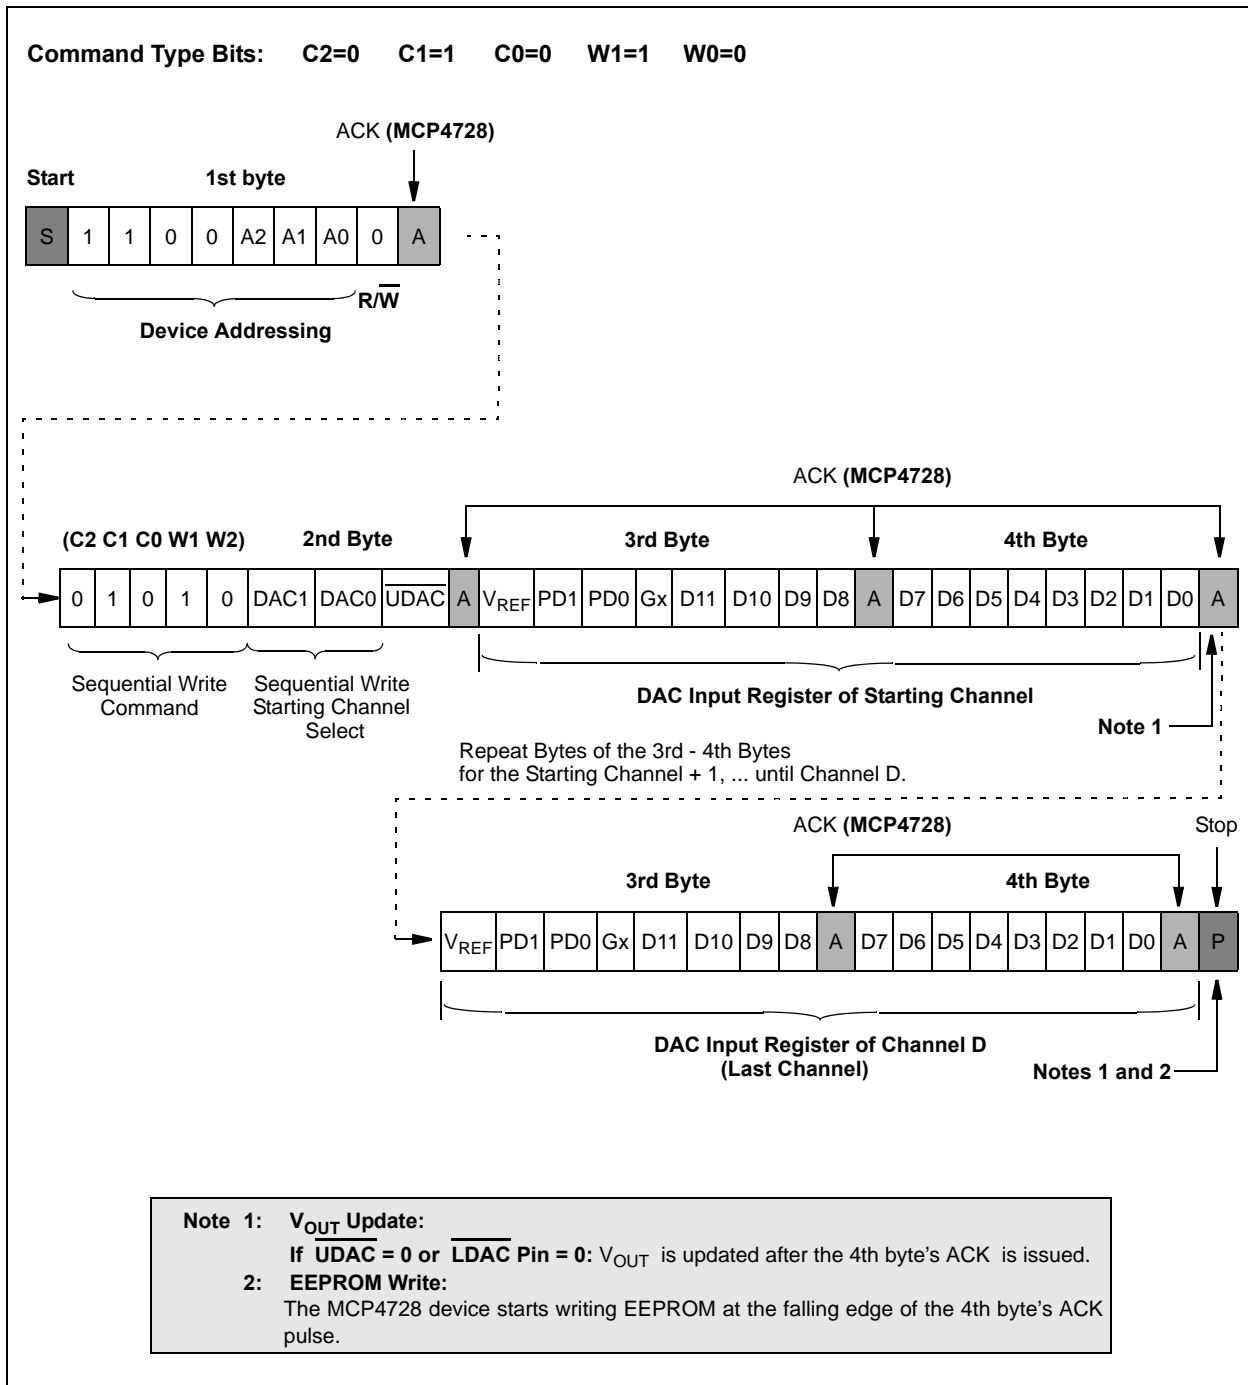 Command Type Bits: C2=0 C1=1 C0=0 W1=1 W0=0
ACK (MCP4728)
Start 1st byte
S 1 1 0 0 A2 A1 A0 0 A
R/W̅
Device Addressing
ACK (MCP4728)
(C2 C1 C0 W1 W2) 2nd Byte 3rd Byte 4th Byte
0 1 0 1 0 DAC1 DAC0 U̅D̅A̅C̅ A VREF PD1 PD0 Gx D11 D10 D9 D8 A D7 D6 D5 D4 D3 D2 D1 D0 A
Sequential Write
Command
Sequential Write
Starting Channel
Select
DAC Input Register of Starting Channel
Note 1
Repeat Bytes of the 3rd - 4th Bytes
for the Starting Channel + 1, ... until Channel D.
ACK (MCP4728) Stop
3rd Byte 4th Byte
VREF PD1 PD0 Gx D11 D10 D9 D8 A D7 D6 D5 D4 D3 D2 D1 D0 A P
DAC Input Register of Channel D
(Last Channel)
Notes 1 and 2
Note 1: VOUT Update:
If U̅D̅A̅C̅ = 0 or L̅D̅A̅C̅ Pin = 0: VOUT is updated after the 4th byte's ACK is issued.
2: EEPROM Write:
The MCP4728 device starts writing EEPROM at the falling edge of the 4th byte's ACK
pulse.